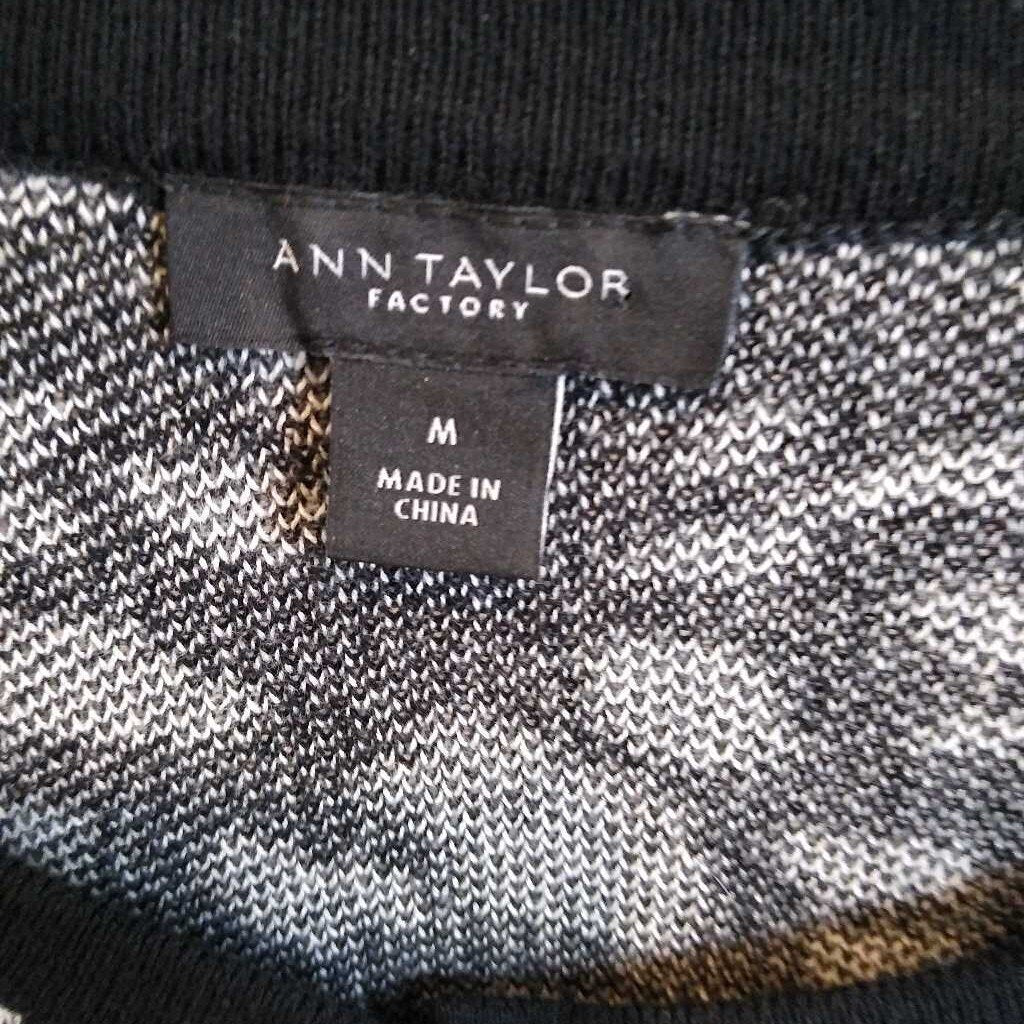 ANN TAYLOR
FACTORY
M
MADE IN
CHINA